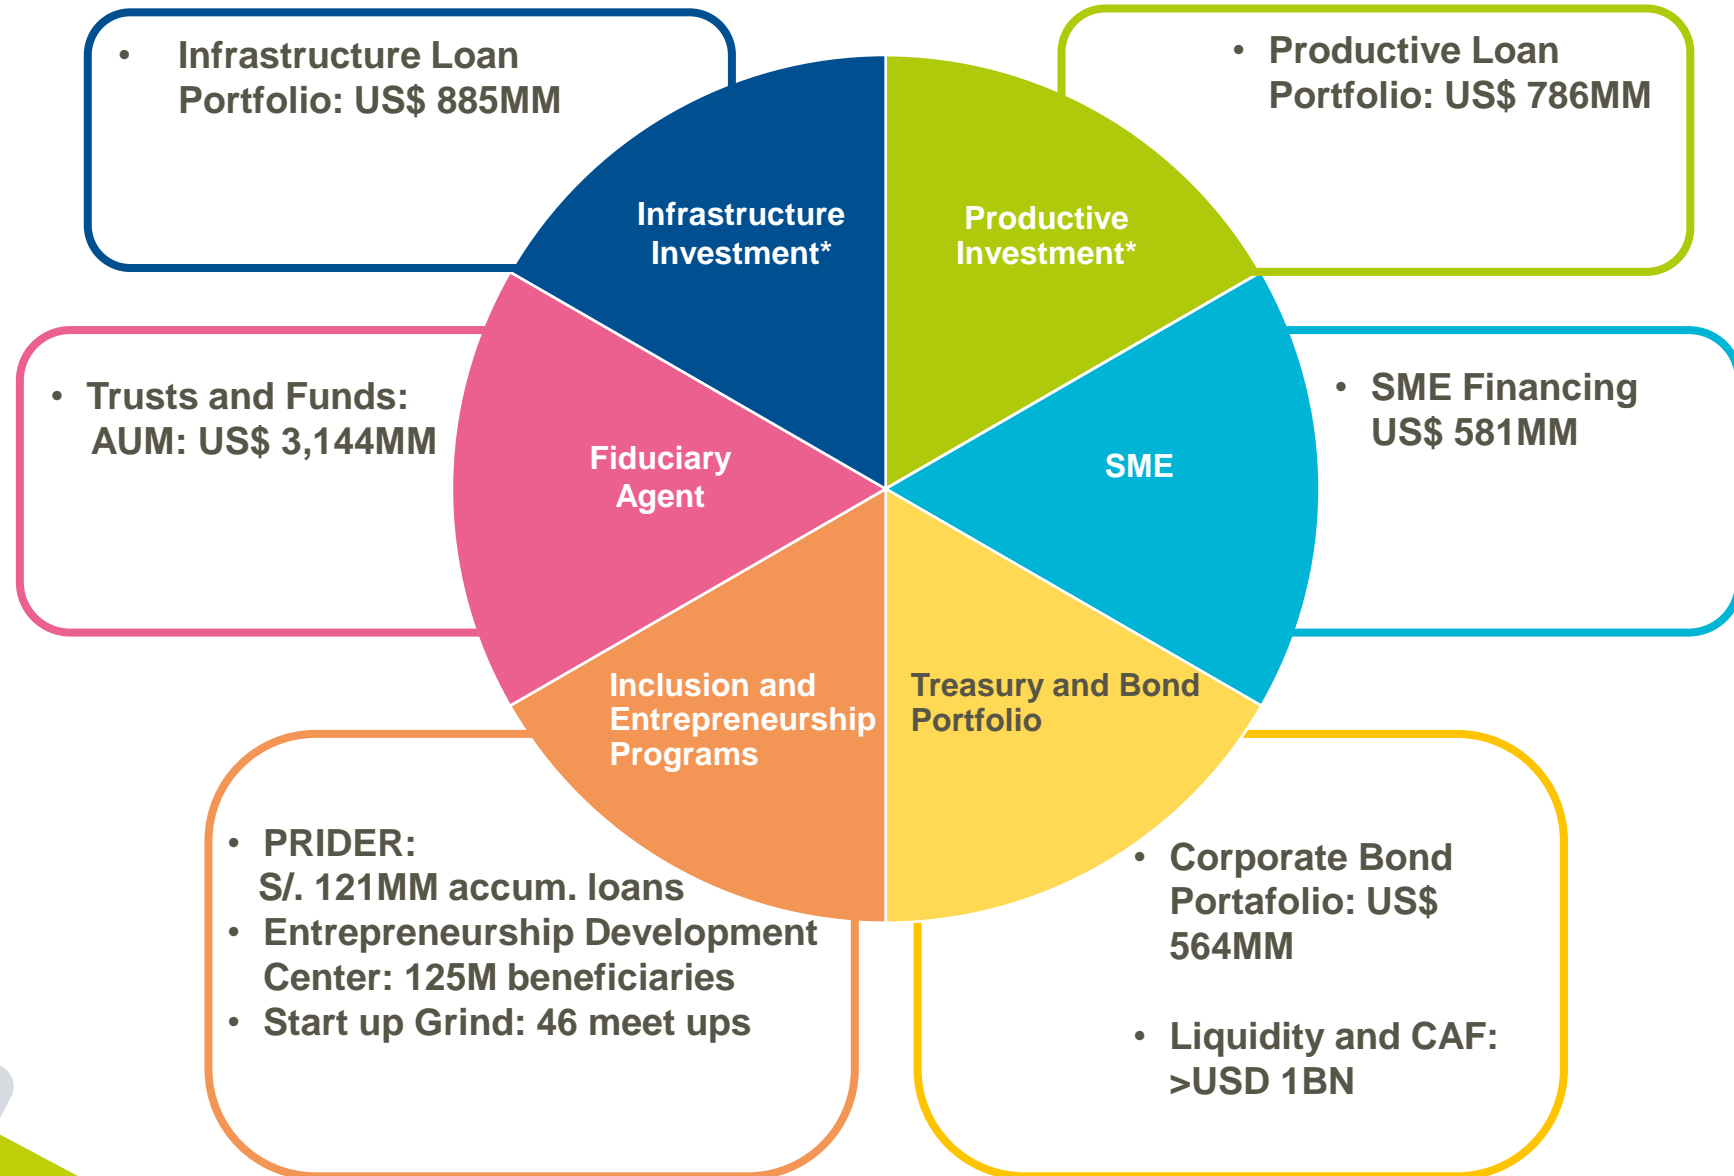 • Infrastructure Loan
Portfolio: US$ 885MM
• Productive Loan
Portfolio: US$ 786MM
Infrastructure
Investment*
Productive
Investment*
• Trusts and Funds:
AUM: US$ 3,144MM
• SME Financing
US$ 581MM
Fiduciary
Agent
SME
Inclusion and
Entrepreneurship
Programs
Treasury and Bond
Portfolio
• PRIDER:
S/. 121MM accum. loans
• Entrepreneurship Development
Center: 125M beneficiaries
• Start up Grind: 46 meet ups
• Corporate Bond
Portafolio: US$
564MM
• Liquidity and CAF:
>USD 1BN